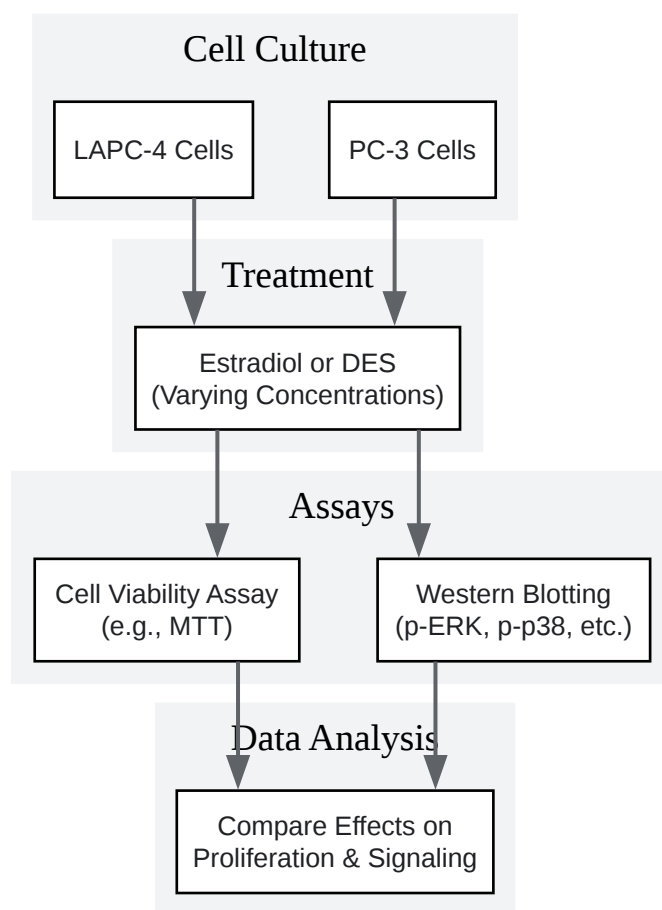 Cell Culture
LAPC-4 Cells
PC-3 Cells
Treatment
Estradiol or DES
(Varying Concentrations)
Assays
Cell Viability Assay
(e.g., MTT)
Western Blotting
(p-ERK, p-p38, etc.)
Data Analysis
Compare Effects on
Proliferation & Signaling